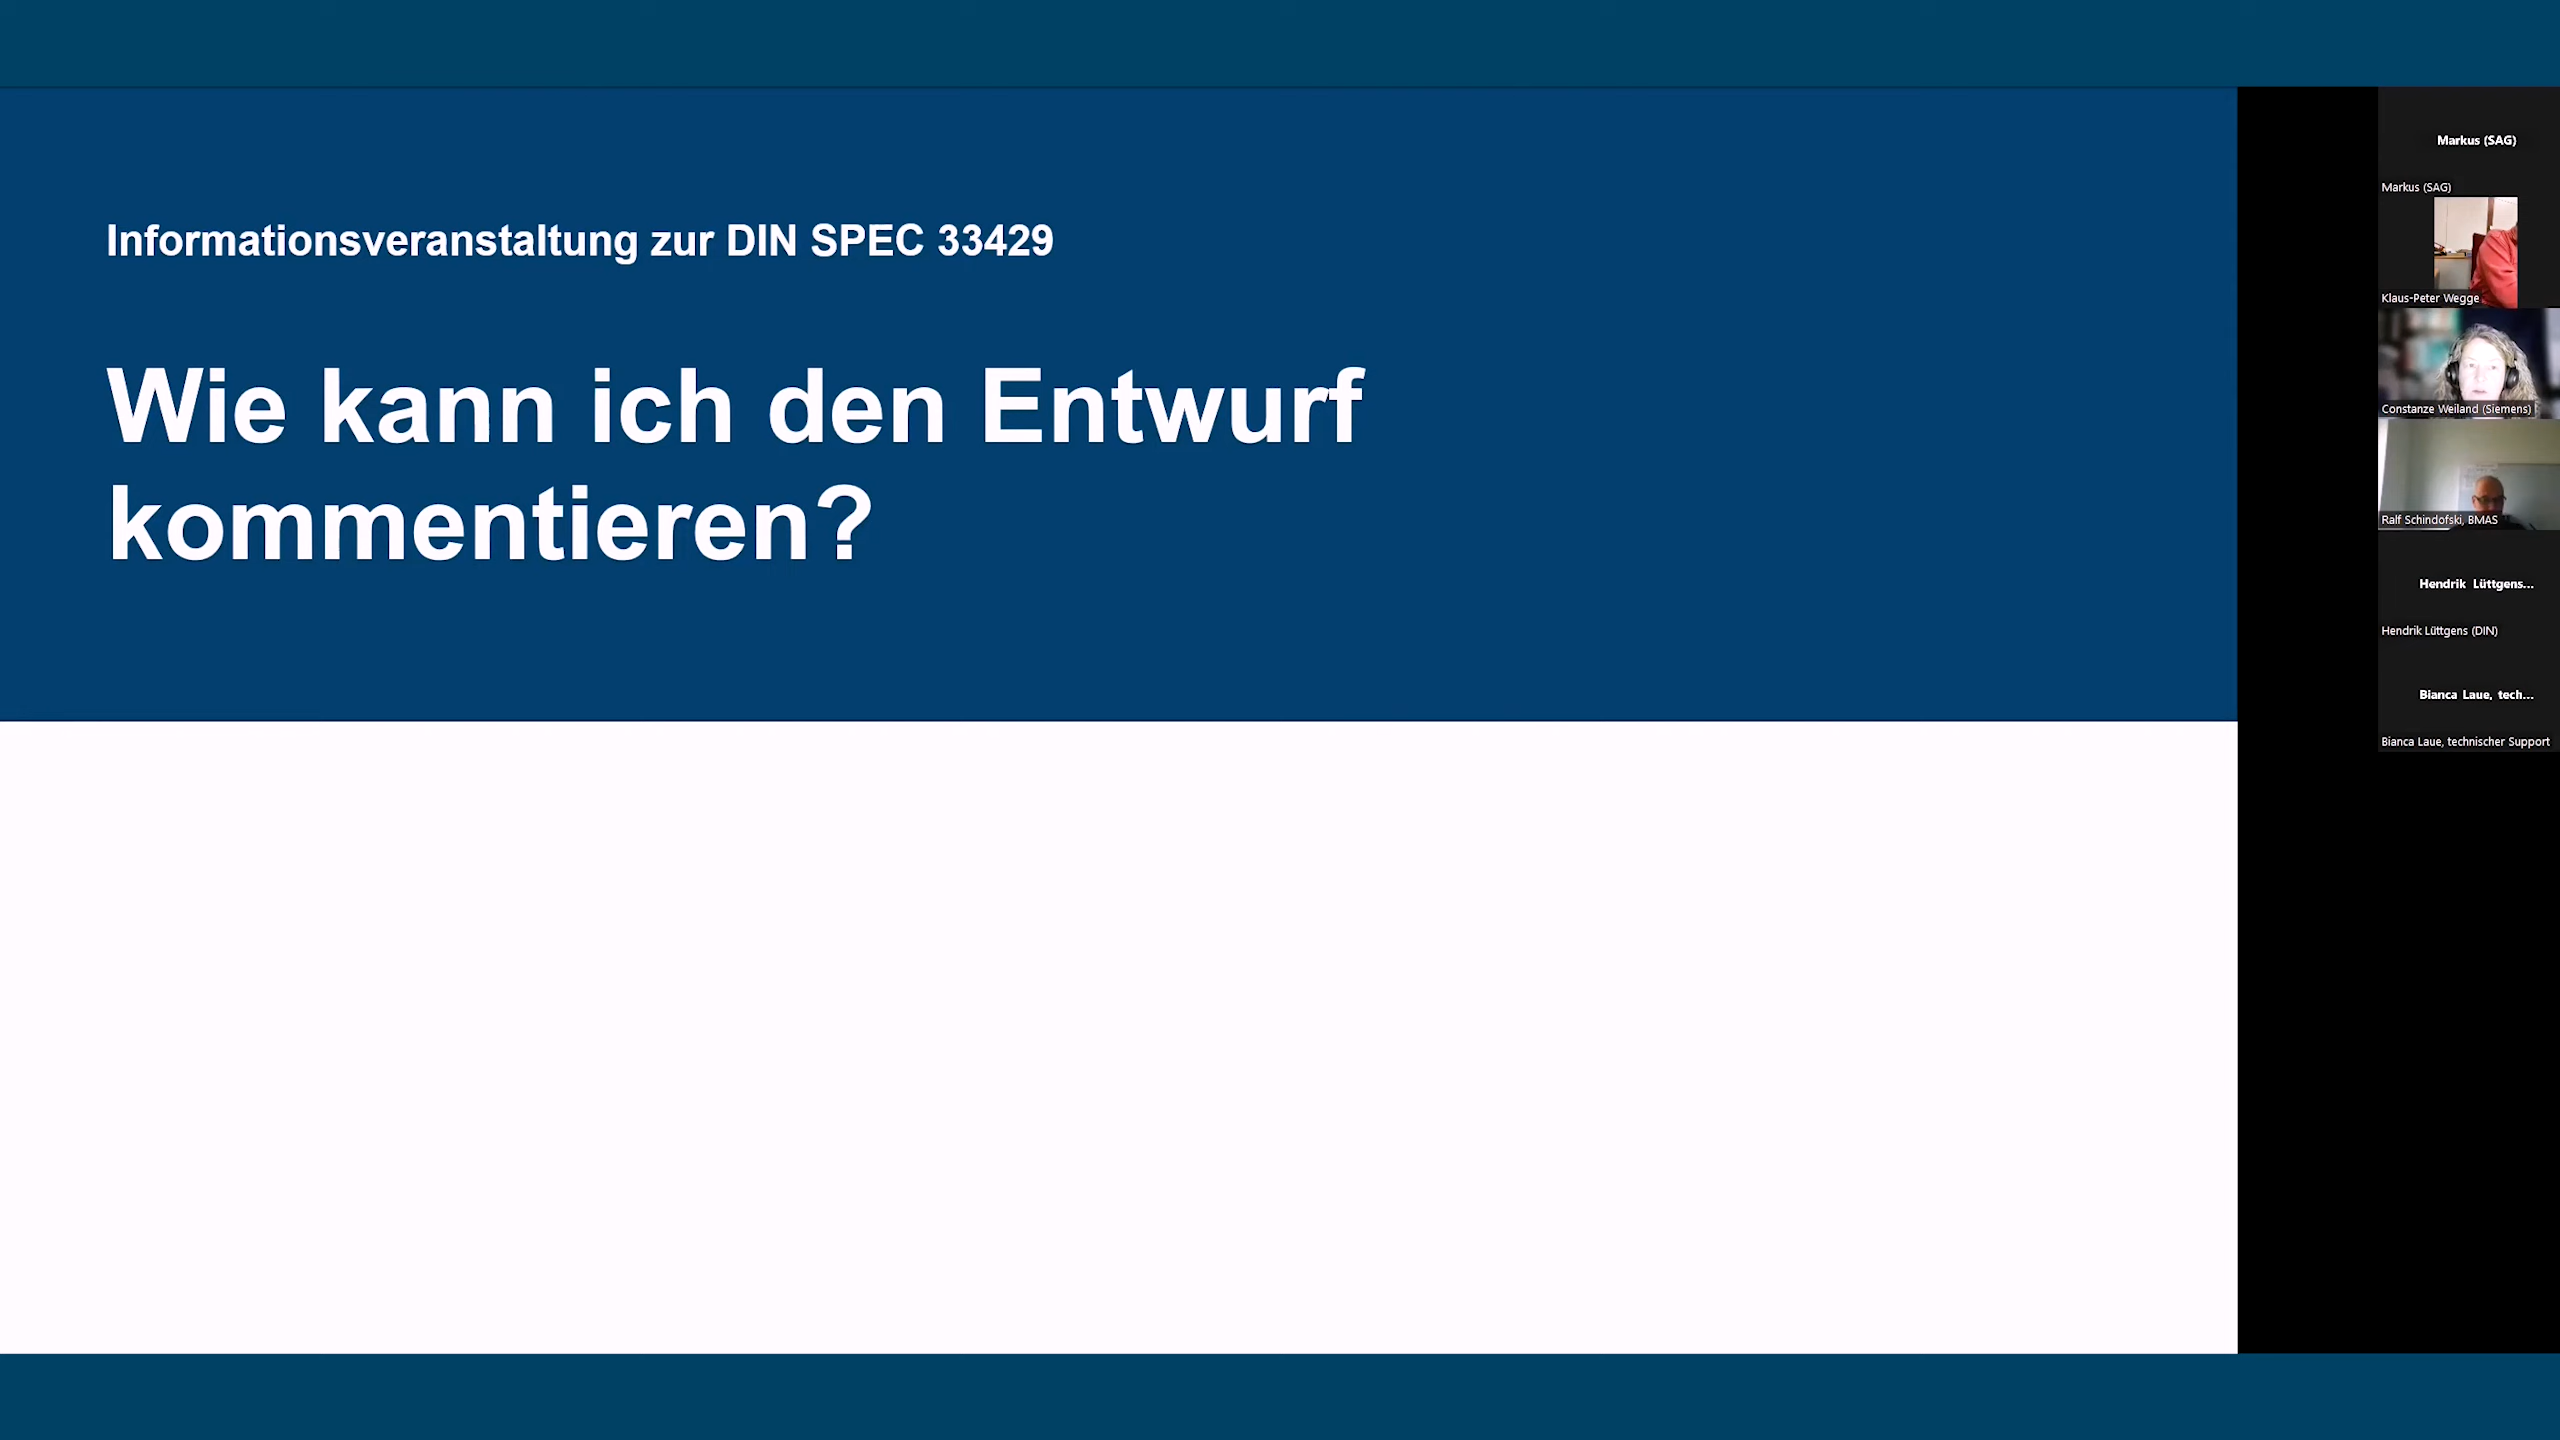 Informationsveranstaltung zur DIN SPEC 33429
Wie kann ich den Entwurf
kommentieren?
Markus (SAG)
Markus (SAG)
Klaus-Peter Wegge
Constanze Weiland (Siemens)
Ralf Schindofski, BMAS
Hendrik Lüttgens...
Hendrik Lüttgens (DIN)
Bianca Laue, tech...
Bianca Laue, technischer Support